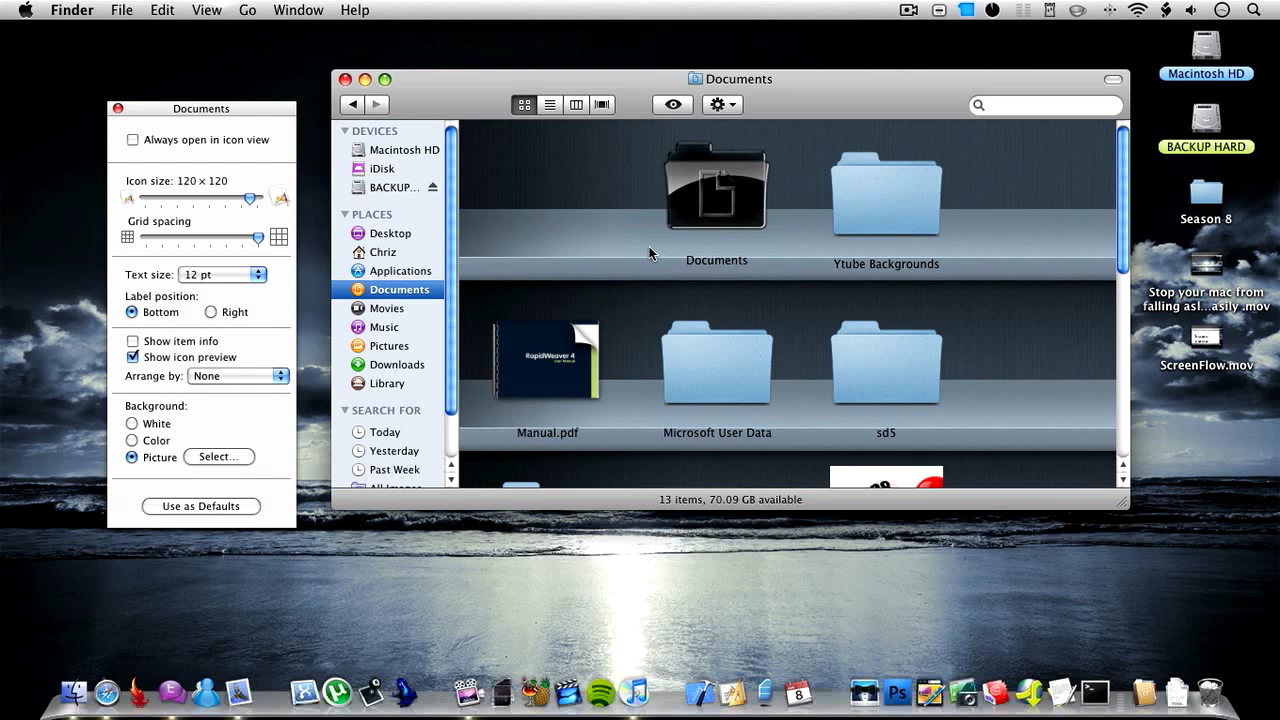 Finder File Edit View Go Window Help
Documents
Always open in icon view
Icon size: 120 × 120
Grid spacing
Text size: 12 pt
Label position:
Bottom Right
Show item info
Show icon preview
Arrange by: None
Background:
White
Color
Picture Select...
Use as Defaults
Documents
DEVICES
Macintosh HD
iDisk
BACKUP...
PLACES
Desktop
Chriz
Applications
Documents
Movies
Music
Pictures
Downloads
Library
SEARCH FOR
Today
Yesterday
Past Week
All Images
Documents
Ytube Backgrounds
RapidWeaver 4
Manual.pdf
Microsoft User Data
sd5
13 items, 70.09 GB available
Macintosh HD
BACKUP HARD
Season 8
Stop your mac from
falling asl...asily .mov
ScreenFlow.mov
8
Ps